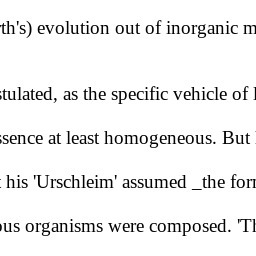 rth's) evolution out of inorganic m
stulated, as the specific vehicle of
ssence at least homogeneous. But
his 'Urschleim' assumed _the for
ous organisms were composed. 'Th